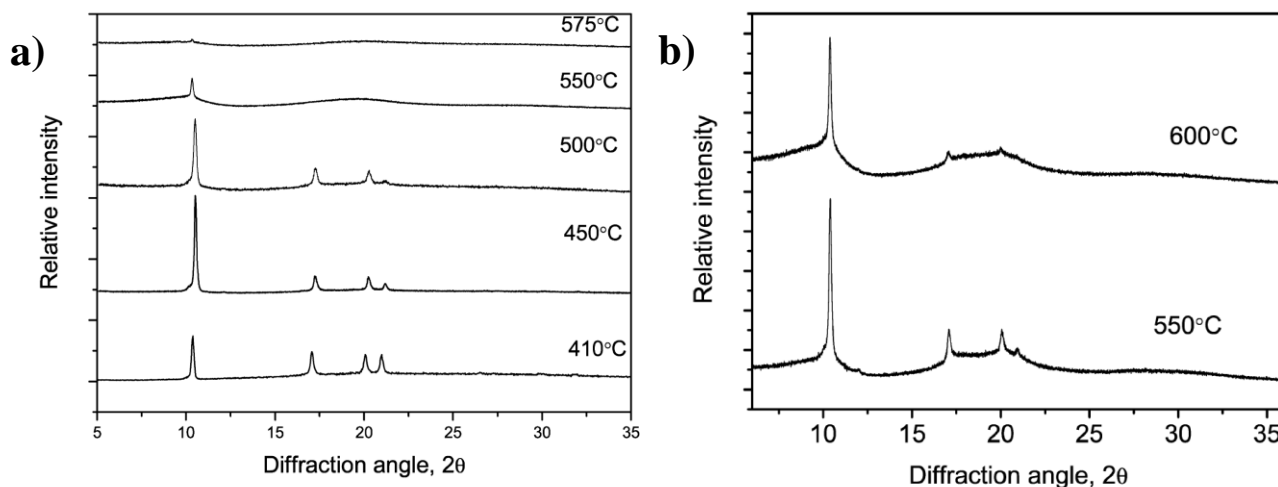 a)
575°C
550°C
500°C
450°C
410°C
Relative intensity
5 10 15 20 25 30 35
Diffraction angle, 2θ
b)
600°C
550°C
Relative intensity
10 15 20 25 30 35
Diffraction angle, 2θ